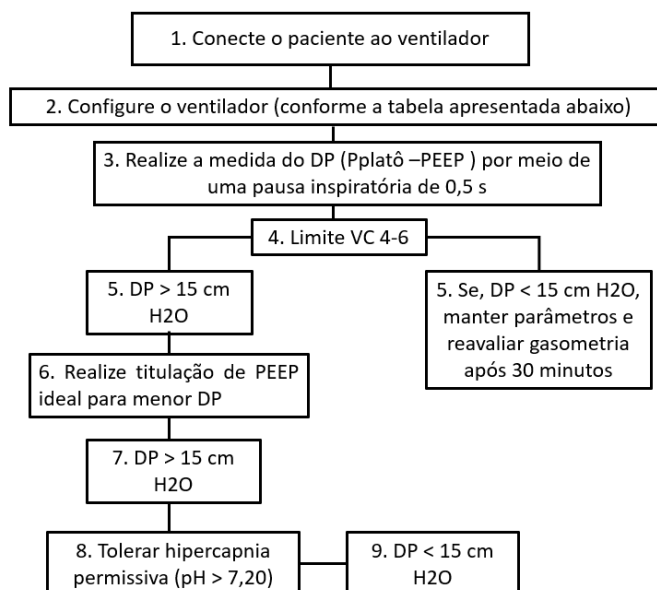 1. Conecte o paciente ao ventilador
2. Configure o ventilador (conforme a tabela apresentada abaixo)
3. Realize a medida do DP (Pplatô –PEEP ) por meio de
uma pausa inspiratória de 0,5 s
4. Limite VC 4-6
5. DP > 15 cm
H2O
5. Se, DP < 15 cm H2O,
manter parâmetros e
reavaliar gasometria
após 30 minutos
6. Realize titulação de PEEP
ideal para menor DP
7. DP > 15 cm
H2O
8. Tolerar hipercapnia
permissiva (pH > 7,20)
9. DP < 15 cm
H2O